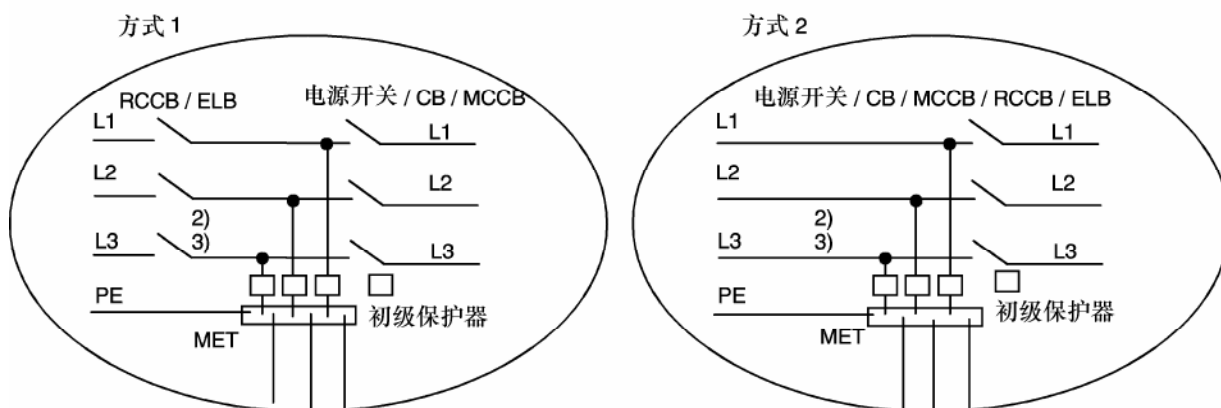 方式 1
RCCB / ELB
电源开关 / CB / MCCB
L1
L1
L2
L2
2)
3)
L3
L3
PE
初级保护器
MET
方式 2
电源开关 / CB / MCCB / RCCB / ELB
L1
L1
L2
L2
2)
3)
L3
L3
PE
初级保护器
MET